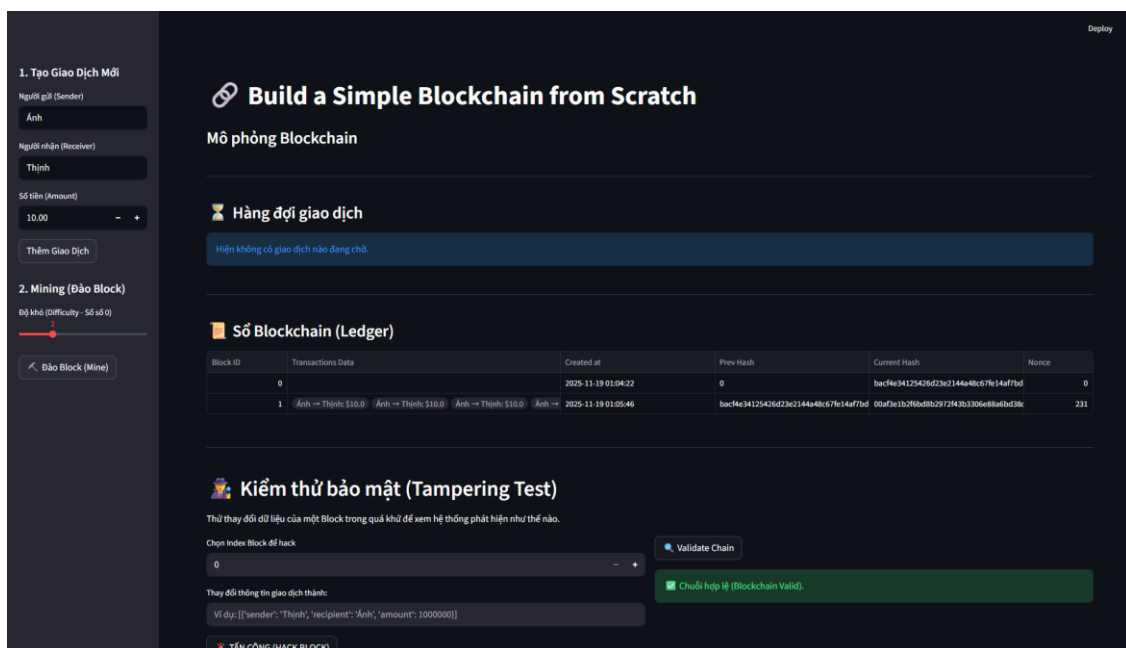 Deploy
1. Tạo Giao Dịch Mới
Người gửi (Sender)
Ánh
Người nhận (Receiver)
Thịnh
Số tiền (Amount)
10.00 - +
Thêm Giao Dịch
2. Mining (Đào Block)
Độ khó (Difficulty - Số số 0)
2
Đào Block (Mine)
Build a Simple Blockchain from Scratch
Mô phỏng Blockchain
Hàng đợi giao dịch
Hiện không có giao dịch nào đang chờ.
Sổ Blockchain (Ledger)
Block ID Transactions Data Created at Prev Hash Current Hash Nonce
0 2025-11-19 01:04:22 0 bacf4e34125426d23e2144a48c67fe14af7bd 0
1 Ánh → Thịnh: $10.0 Ánh → Thịnh: $10.0 Ánh → Thịnh: $10.0 Ánh → 2025-11-19 01:05:46 bacf4e34125426d23e2144a48c67fe14af7bd 00af3e1b2f6bd8b2972f43b3306e88a6bd38c 231
Kiểm thử bảo mật (Tampering Test)
Thử thay đổi dữ liệu của một Block trong quá khứ để xem hệ thống phát hiện như thế nào.
Chọn Index Block để hack
0 - +
Thay đổi thông tin giao dịch thành:
Ví dụ: [{'sender': 'Thịnh', 'recipient': 'Ánh', 'amount': 1000000}]
TẤN CÔNG (HACK BLOCK)
Validate Chain
Chuỗi hợp lệ (Blockchain Valid).